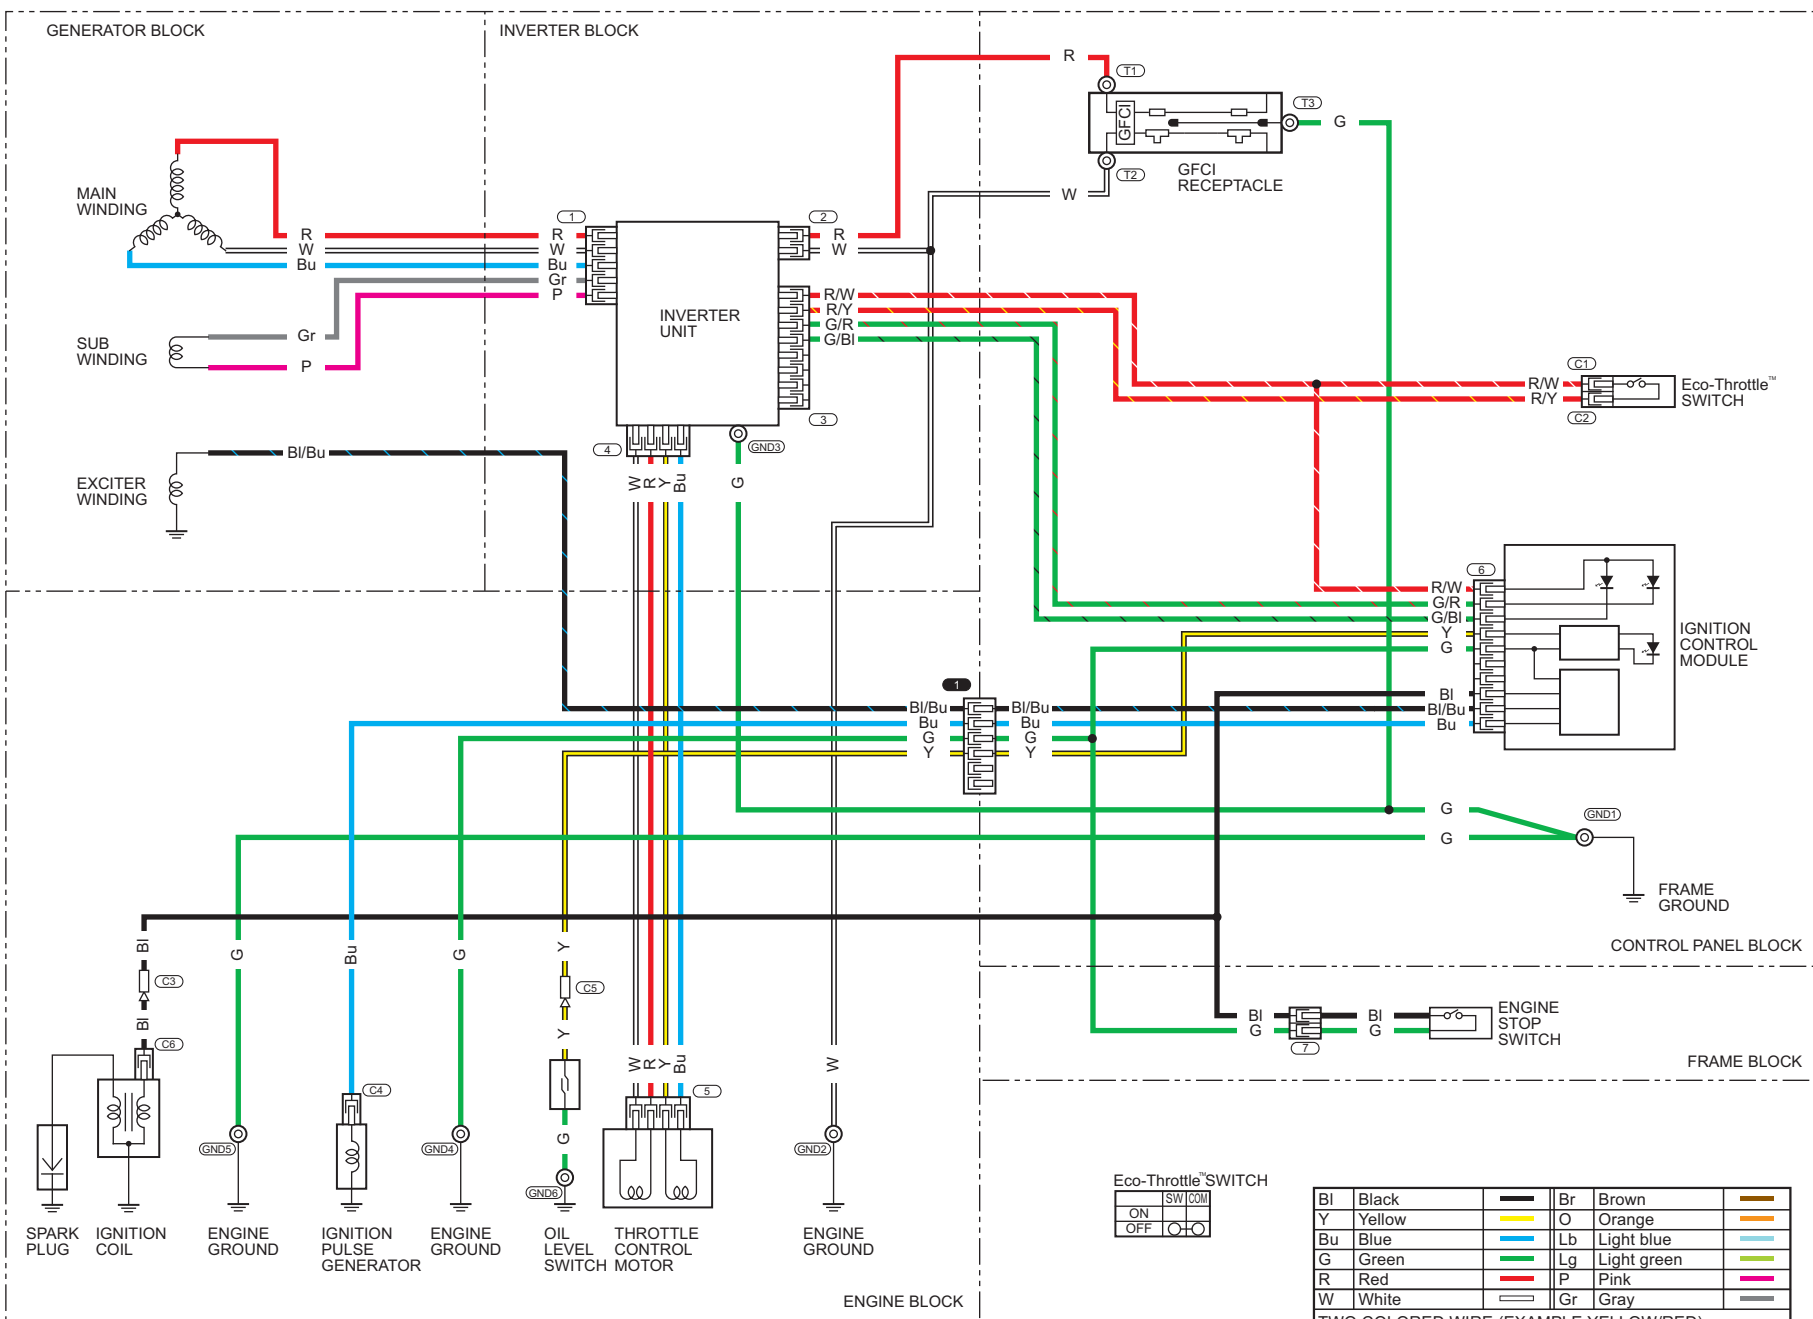 GENERATOR BLOCK
INVERTER BLOCK
R
T1
T3
GFCI
G
T2
GFCI
RECEPTACLE
W
MAIN
WINDING
R
W
Bu
1
R
W
Bu
Gr
P
2
R
W
INVERTER
UNIT
R/W
R/Y
G/R
G/Bl
3
SUB
WINDING
Gr
P
C1
R/W
R/Y
C2
Eco-Throttle™
SWITCH
4
GND3
EXCITER
WINDING
Bl/Bu
W
R
Y
Bu
G
6
R/W
G/R
G/Bl
Y
G
Bl
Bl/Bu
Bu
IGNITION
CONTROL
MODULE
1
Bl/Bu
Bu
G
Y
Bl/Bu
Bu
G
Y
G
G
GND1
FRAME
GROUND
CONTROL PANEL BLOCK
Bl
G
Bu
G
Y
C3
C5
Bl
Y
C6
W
R
Y
Bu
W
Bl
G
Bl
G
7
ENGINE
STOP
SWITCH
FRAME BLOCK
C4
5
GND5
GND4
G
GND6
GND2
SPARK
PLUG
IGNITION
COIL
ENGINE
GROUND
IGNITION
PULSE
GENERATOR
ENGINE
GROUND
OIL
LEVEL
SWITCH
THROTTLE
CONTROL
MOTOR
ENGINE
GROUND
ENGINE BLOCK
Eco-Throttle™SWITCH
SW COM
ON
OFF
Bl Black Br Brown
Y Yellow O Orange
Bu Blue Lb Light blue
G Green Lg Light green
R Red P Pink
W White Gr Gray
TWO COLORED WIRE (EXAMPLE YELLOW/RED)